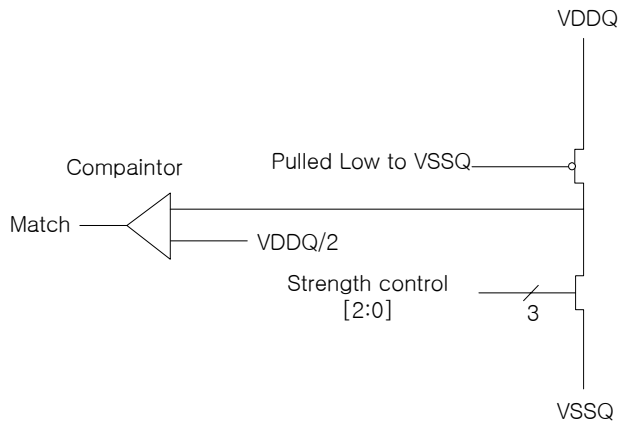 VDDQ
Pulled Low to VSSQ
Compaintor
Match
VDDQ/2
Strength control
[2:0]
3
VSSQ